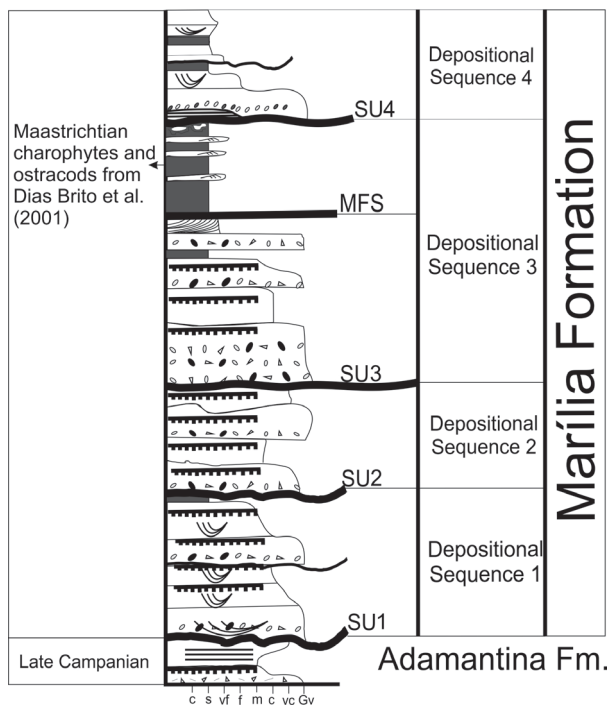 Depositional
Sequence 4
SU4
Maastrichtian
charophytes and
ostracods from
Dias Brito et al.
(2001)
MFS
Depositional
Sequence 3
Marília Formation
SU3
Depositional
Sequence 2
SU2
Depositional
Sequence 1
SU1
Late Campanian
Adamantina Fm.
c s vf f m c vc Gv